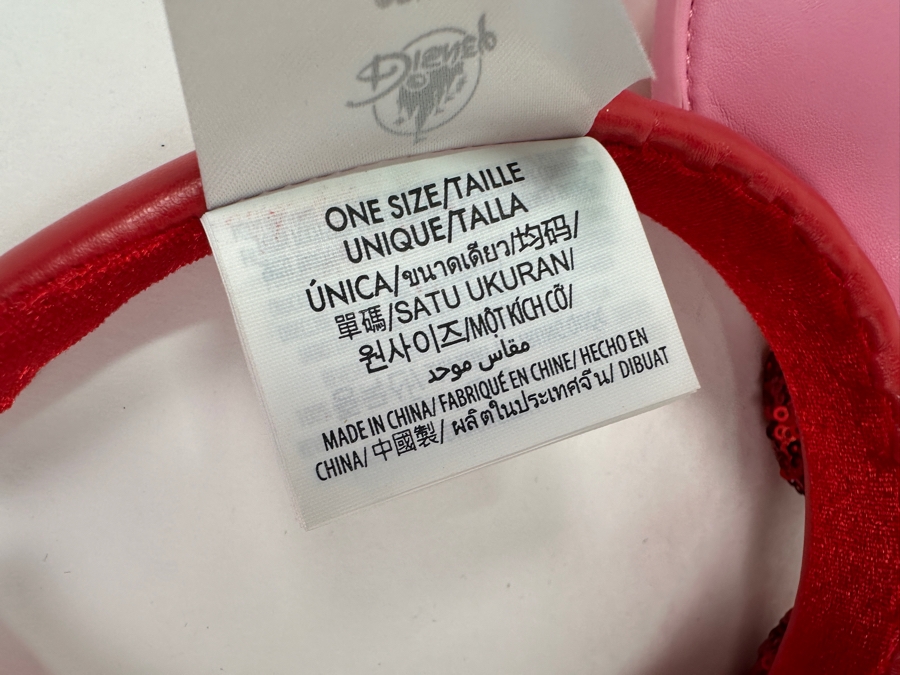 Disney
ONE SIZE/TAILLE
UNIQUE/TALLA
ÚNICA/ขนาดเดียว/均码/
單碼/SATU UKURAN/
원사이즈/MỘT KÍCH CỠ/
مقاس موحد
MADE IN CHINA/ FABRIQUÉ EN CHINE/ HECHO EN
CHINA/ 中國製/ ผลิตในประเทศจีน/ DIBUAT